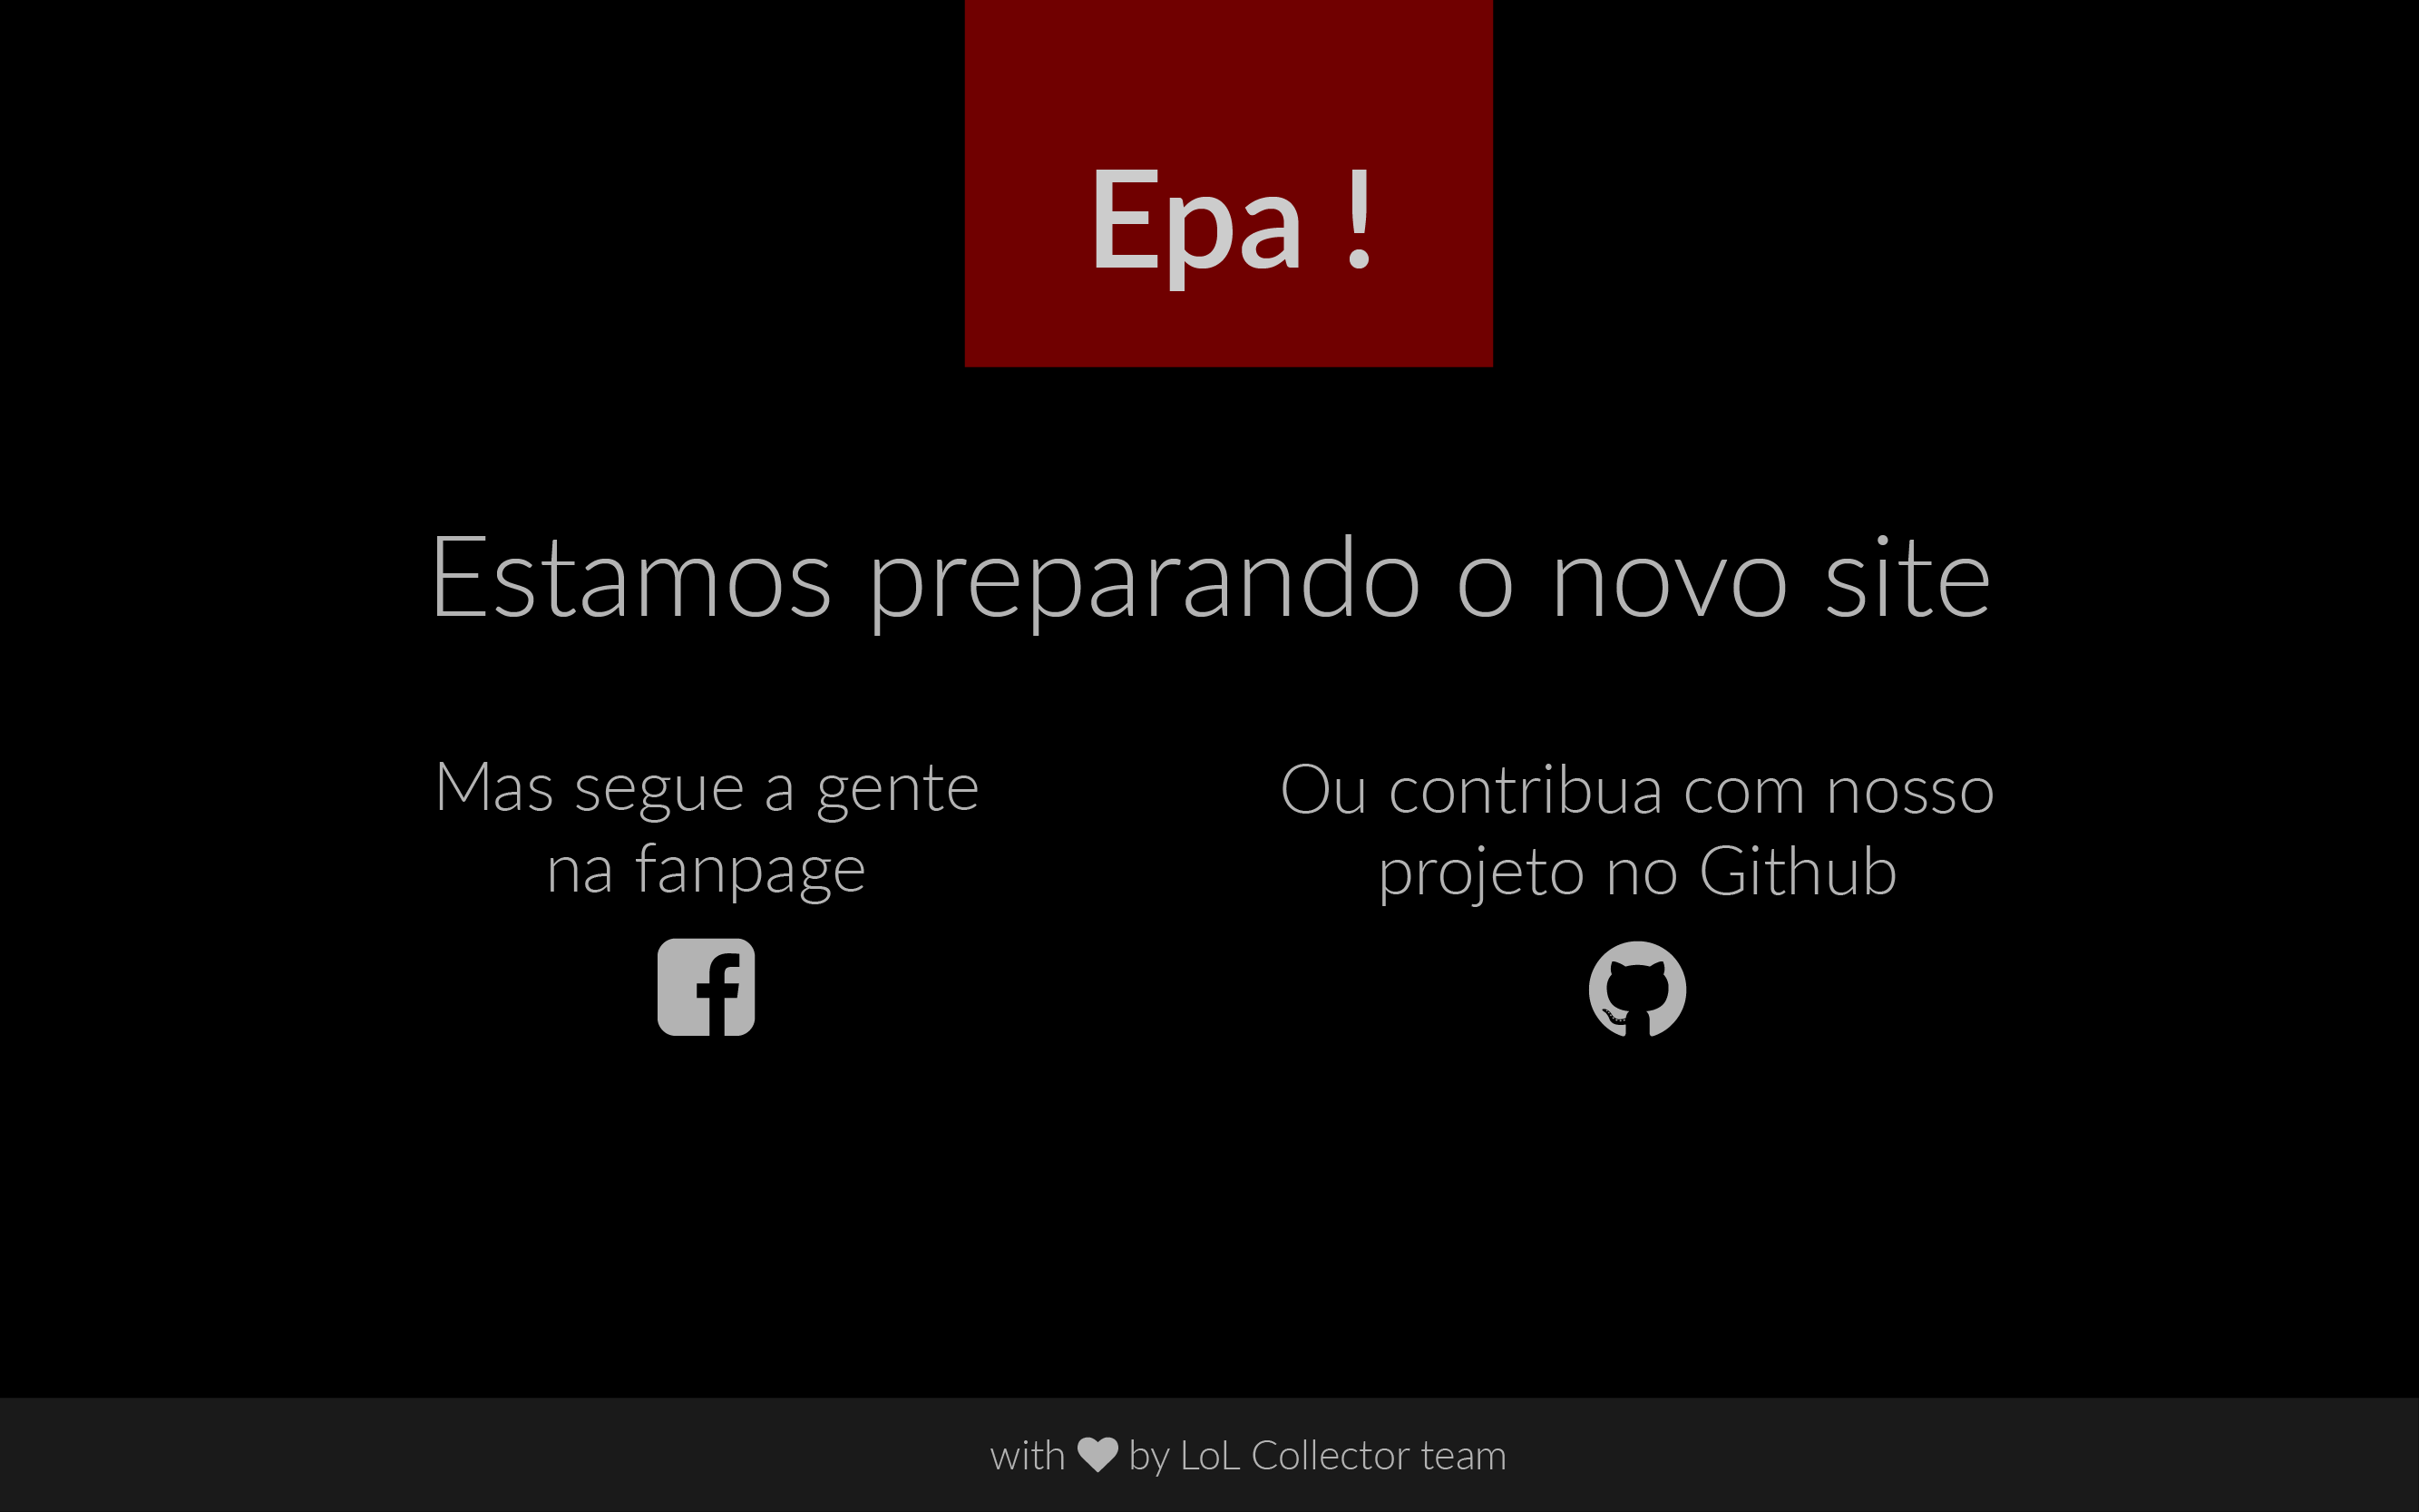 Epa !
Estamos preparando o novo site
Mas segue a gente
na fanpage
Ou contribua com nosso
projeto no Github
with ♥ by LoL Collector team